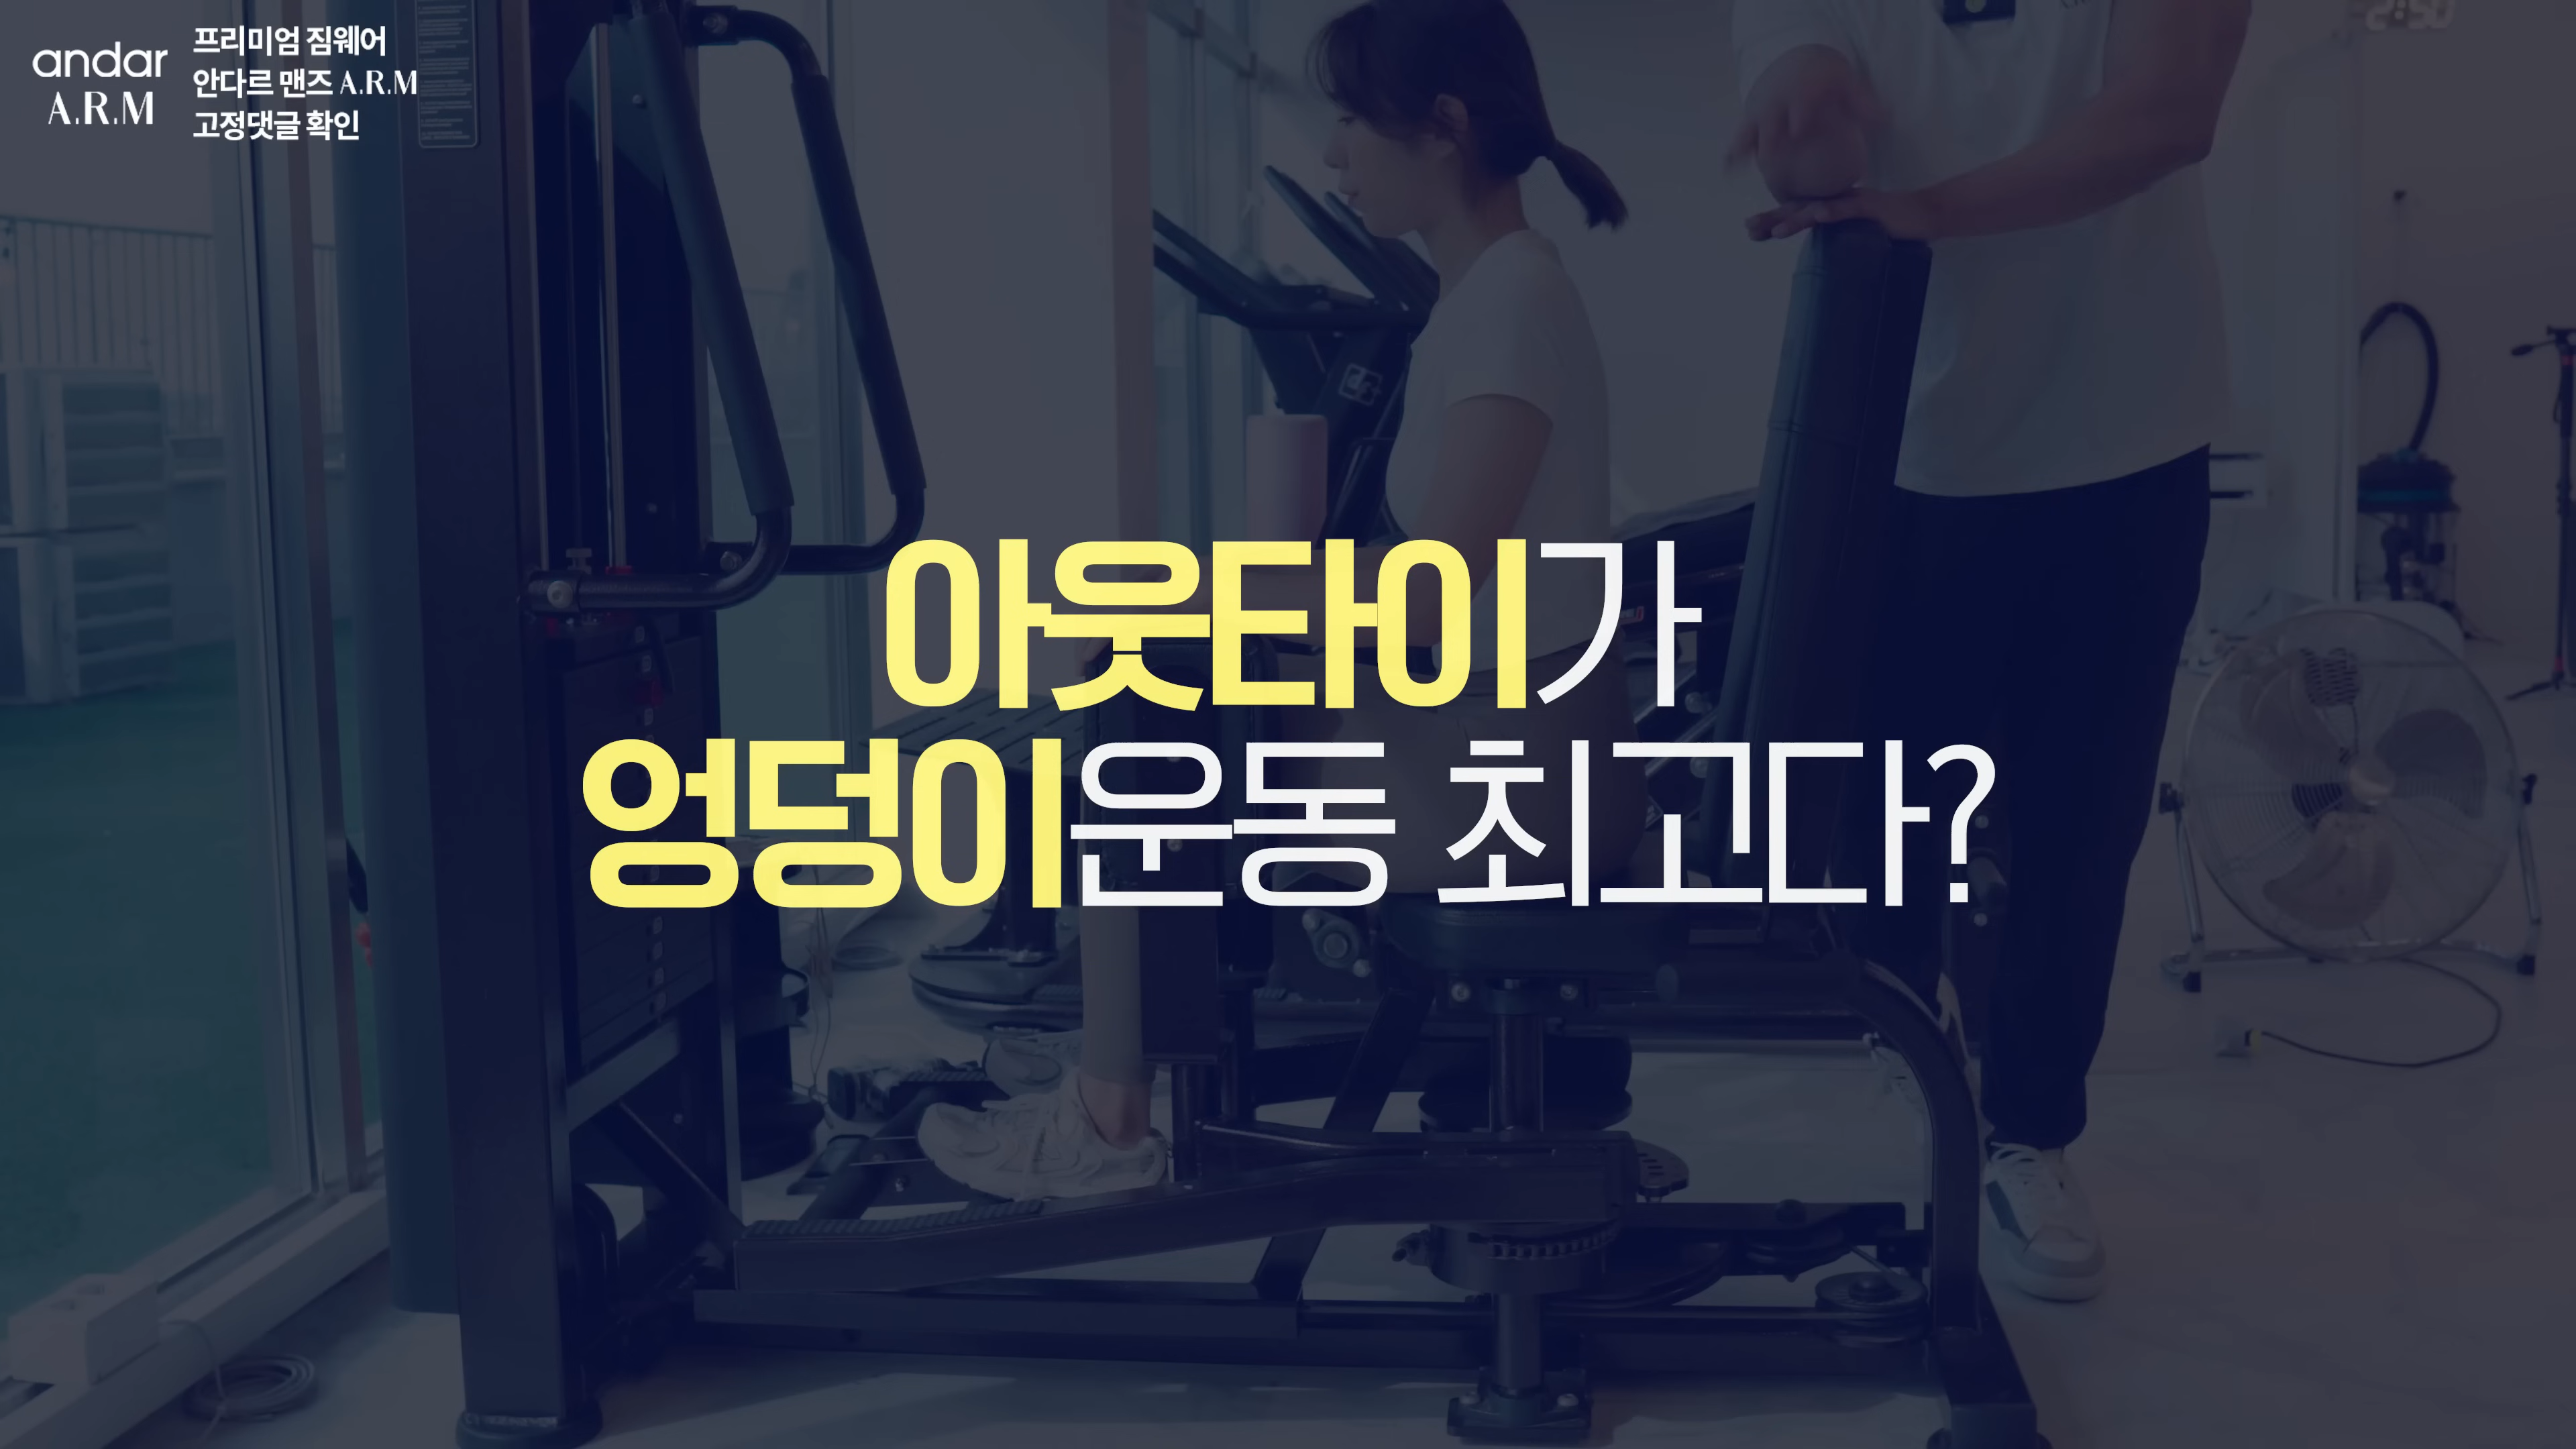 andar
A.R.M
프리미엄 짐웨어
안다르 맨즈 A.R.M
고정댓글 확인
아웃타이가
엉덩이운동 최고다?